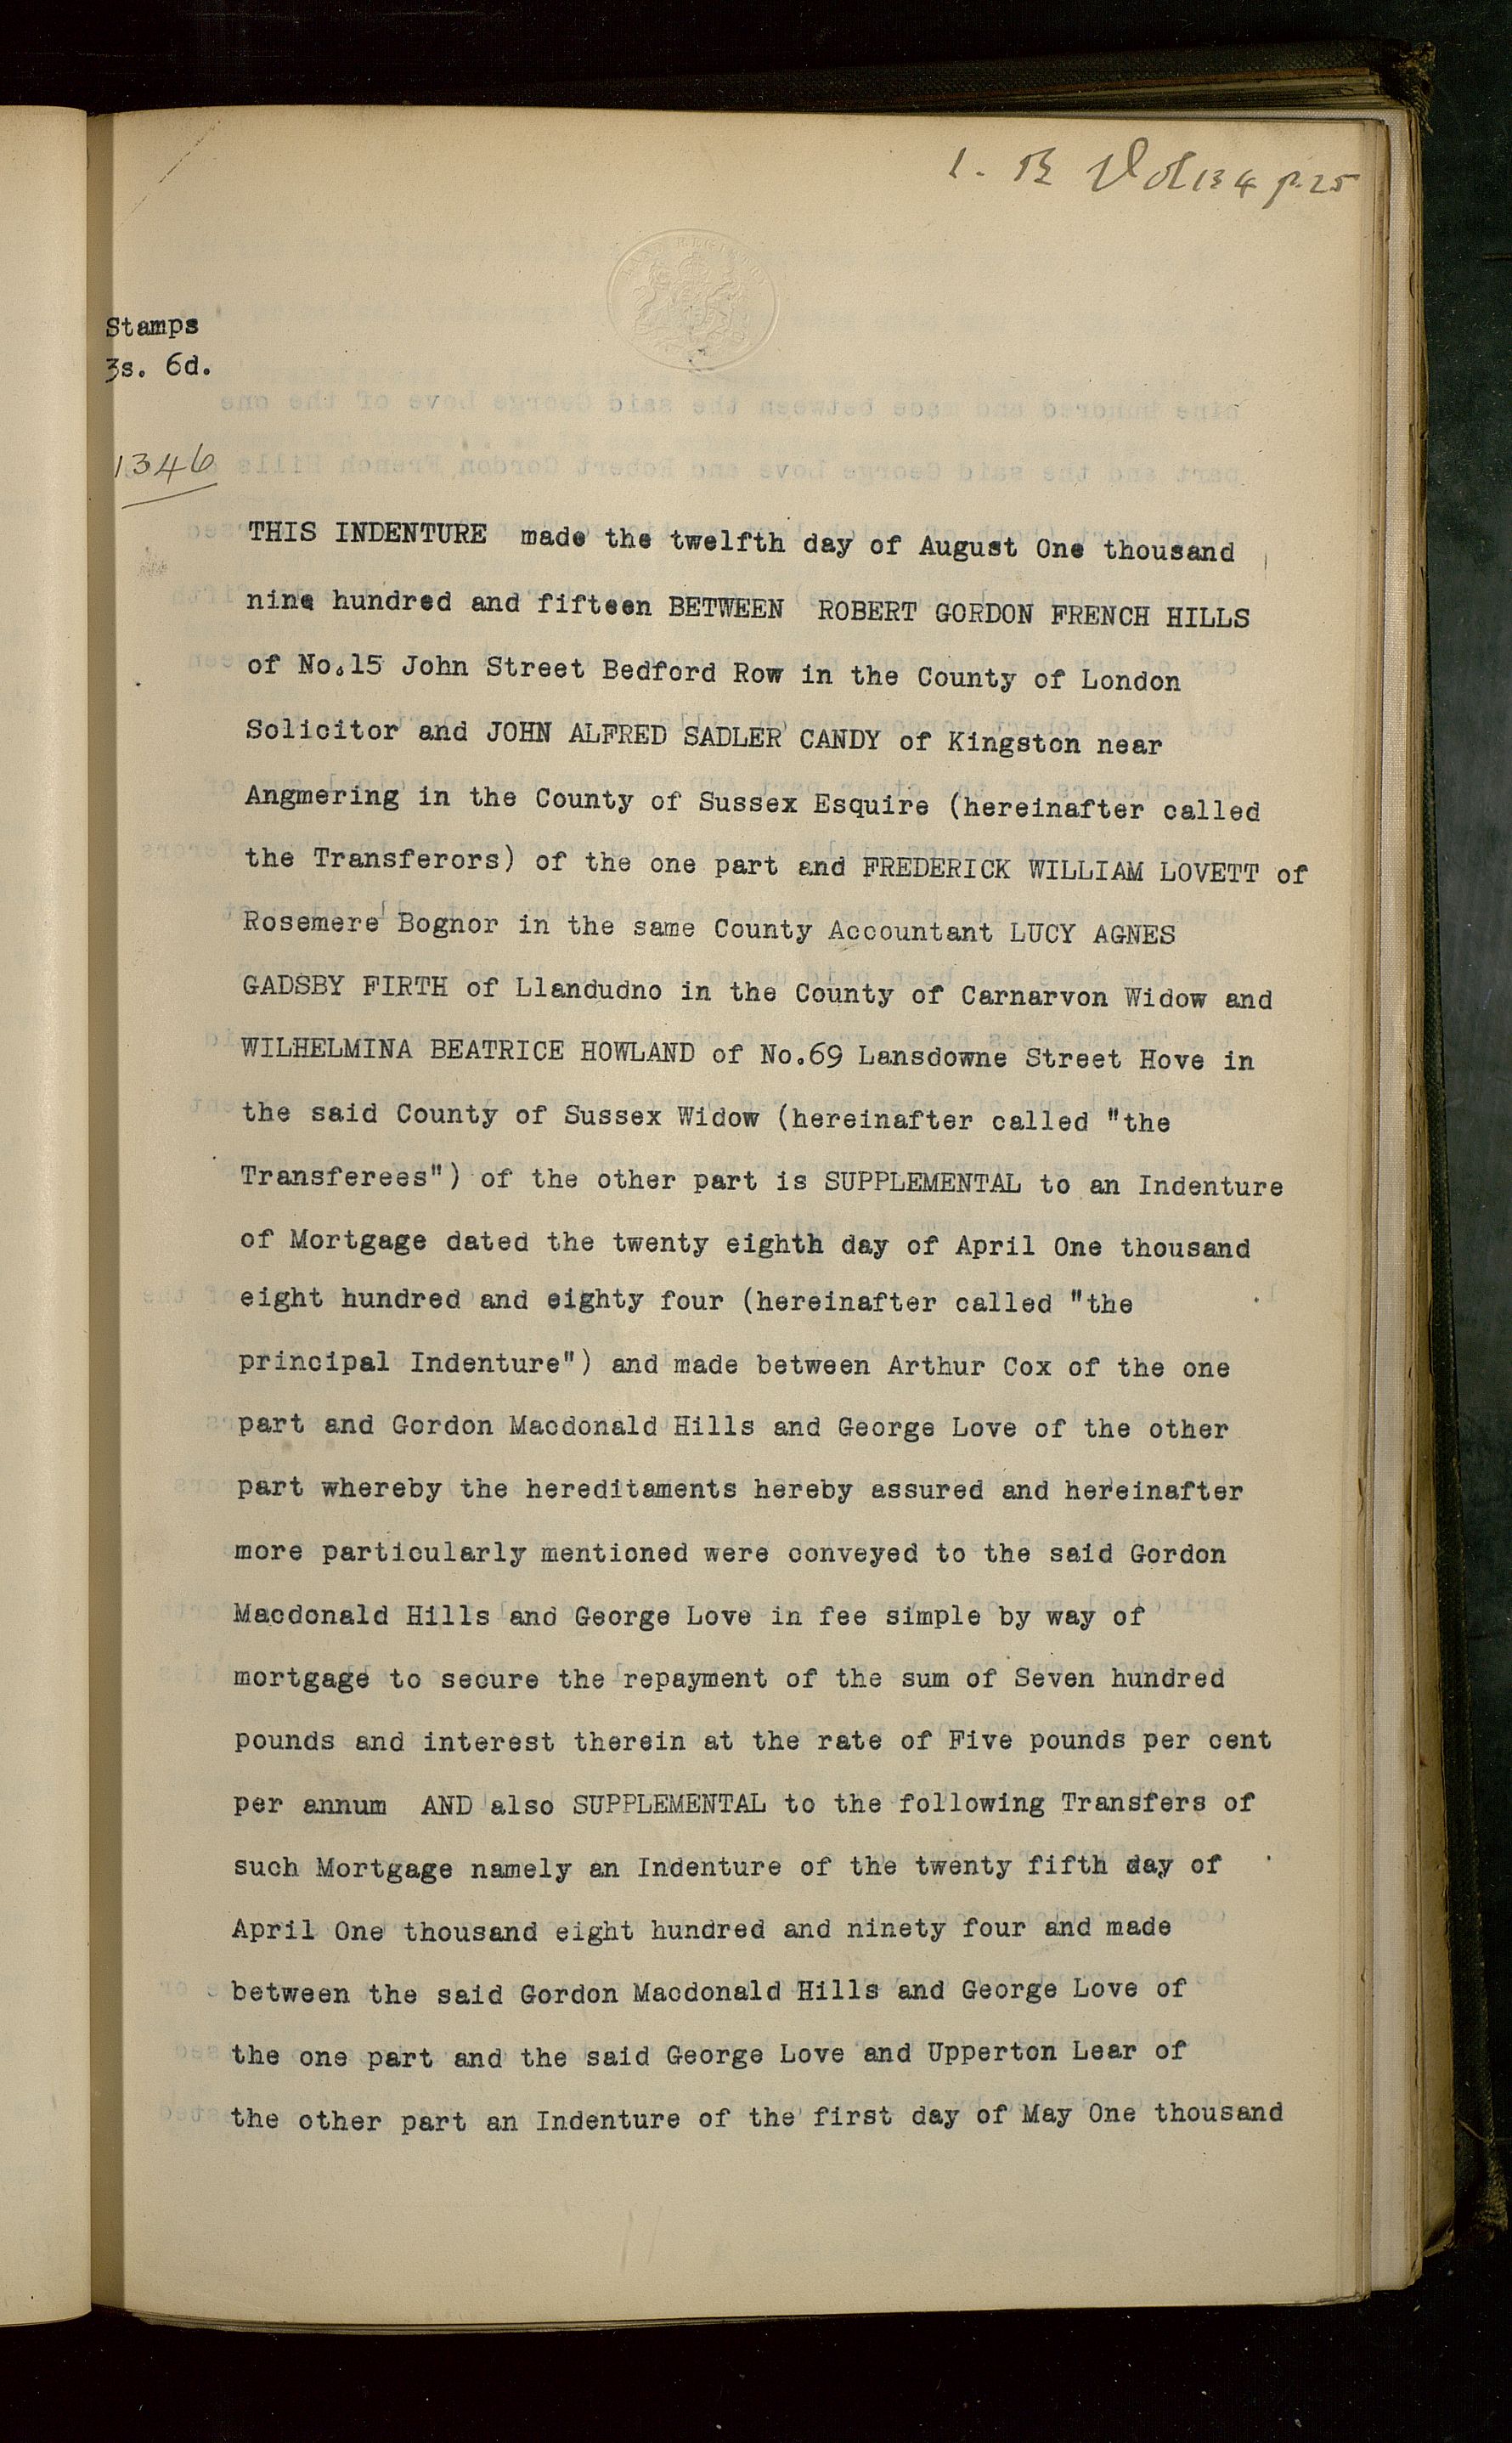 1. B Vol 134 p. 25
Stamps
3s. 6d.
1346
THIS INDENTURE made the twelfth day of August One thousand
nine hundred and fifteen BETWEEN ROBERT GORDON FRENCH HILLS
of No.15 John Street Bedford Row in the County of London
Solicitor and JOHN ALFRED SADLER CANDY of Kingston near
Angmering in the County of Sussex Esquire (hereinafter called
the Transferors) of the one part and FREDERICK WILLIAM LOVETT of
Rosemere Bognor in the same County Accountant LUCY AGNES
GADSBY FIRTH of Llandudno in the County of Carnarvon Widow and
WILHELMINA BEATRICE HOWLAND of No.69 Lansdowne Street Hove in
the said County of Sussex Widow (hereinafter called "the
Transferees") of the other part is SUPPLEMENTAL to an Indenture
of Mortgage dated the twenty eighth day of April One thousand
eight hundred and eighty four (hereinafter called "the
principal Indenture") and made between Arthur Cox of the one
part and Gordon Macdonald Hills and George Love of the other
part whereby the hereditaments hereby assured and hereinafter
more particularly mentioned were conveyed to the said Gordon
Macdonald Hills and George Love in fee simple by way of
mortgage to secure the repayment of the sum of Seven hundred
pounds and interest therein at the rate of Five pounds per cent
per annum AND also SUPPLEMENTAL to the following Transfers of
such Mortgage namely an Indenture of the twenty fifth day of
April One thousand eight hundred and ninety four and made
between the said Gordon Macdonald Hills and George Love of
the one part and the said George Love and Upperton Lear of
the other part an Indenture of the first day of May One thousand